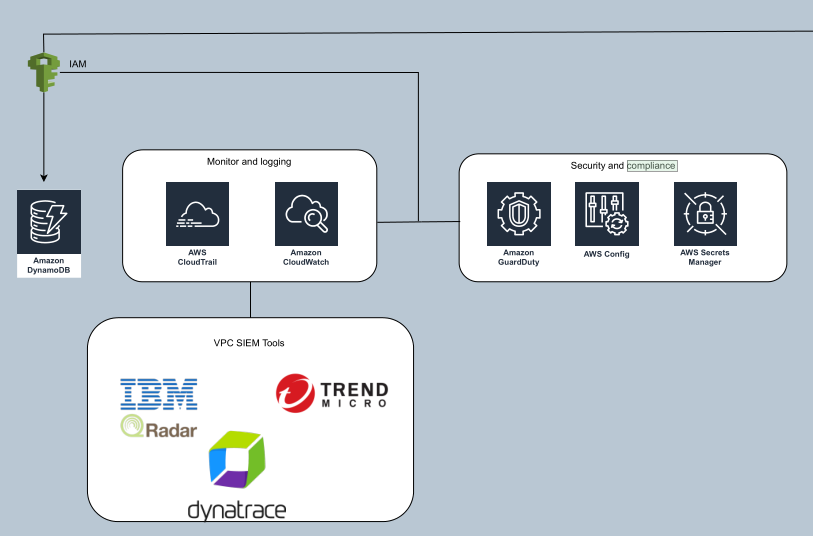 IAM
Monitor and logging
Security and compliance
AWS
CloudTrail
Amazon
CloudWatch
Amazon
GuardDuty
AWS Config
AWS Secrets
Manager
Amazon
DynamoDB
VPC SIEM Tools
IBM
QRadar
TREND
MICRO
dynatrace